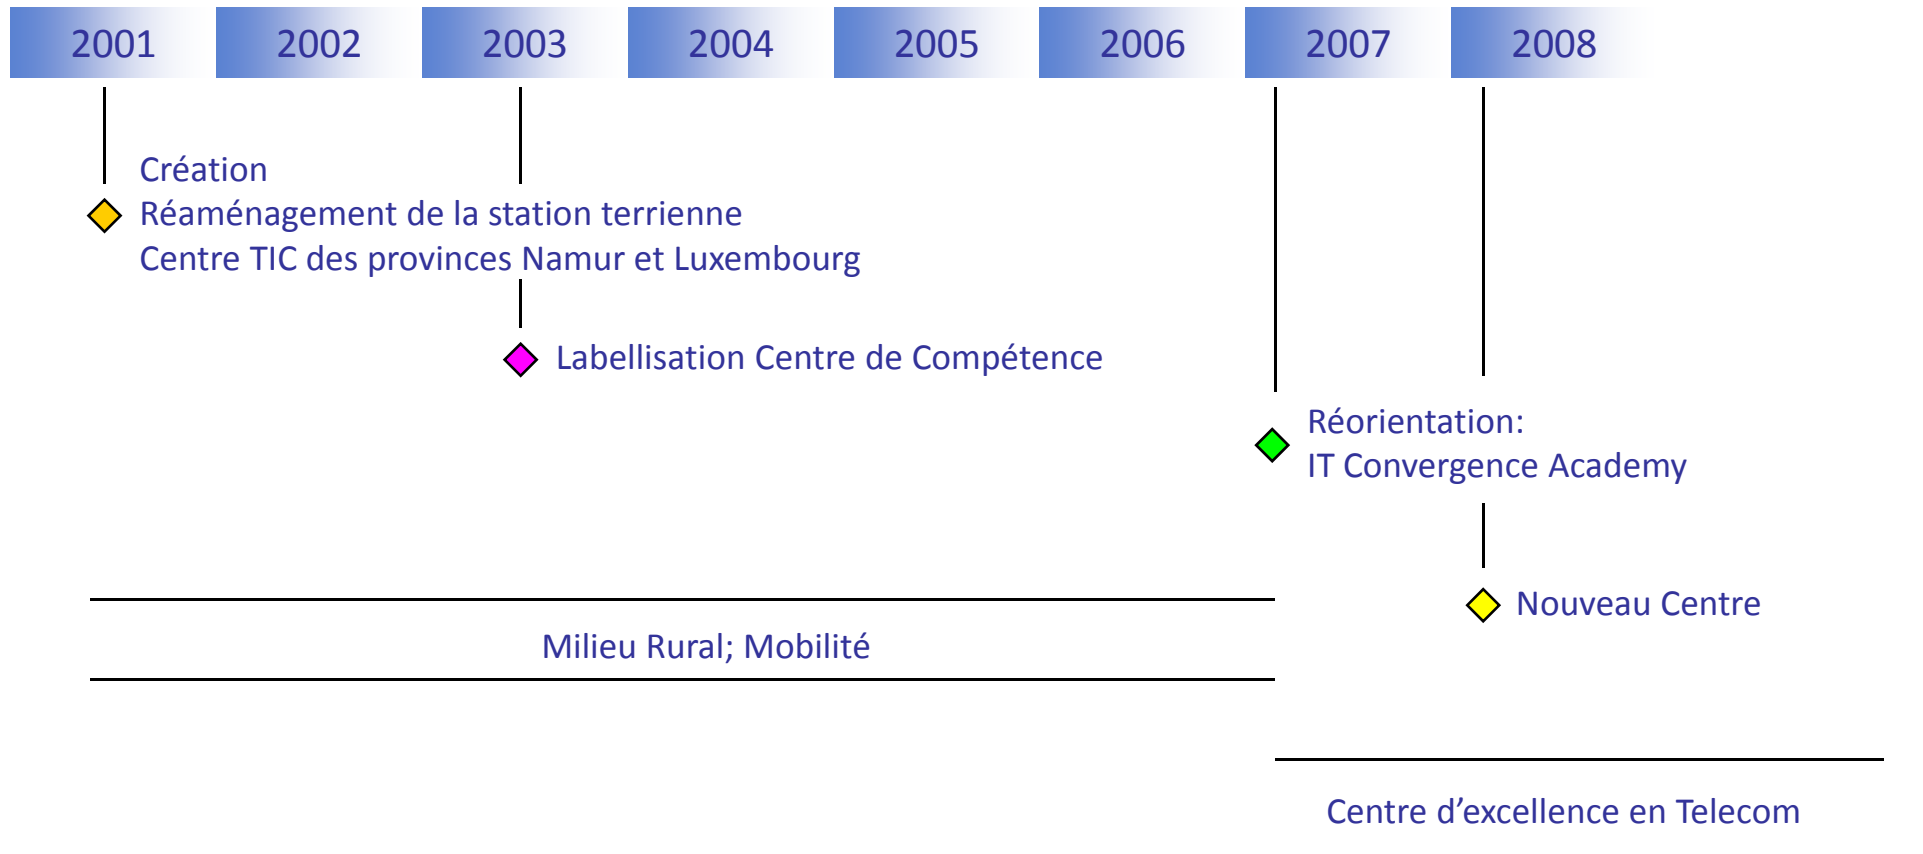 2001 2002 2003 2004 2005 2006 2007 2008
Création
Réaménagement de la station terrienne
Centre TIC des provinces Namur et Luxembourg
Labellisation Centre de Compétence
Réorientation:
IT Convergence Academy
Nouveau Centre
Milieu Rural; Mobilité
Centre d’excellence en Telecom